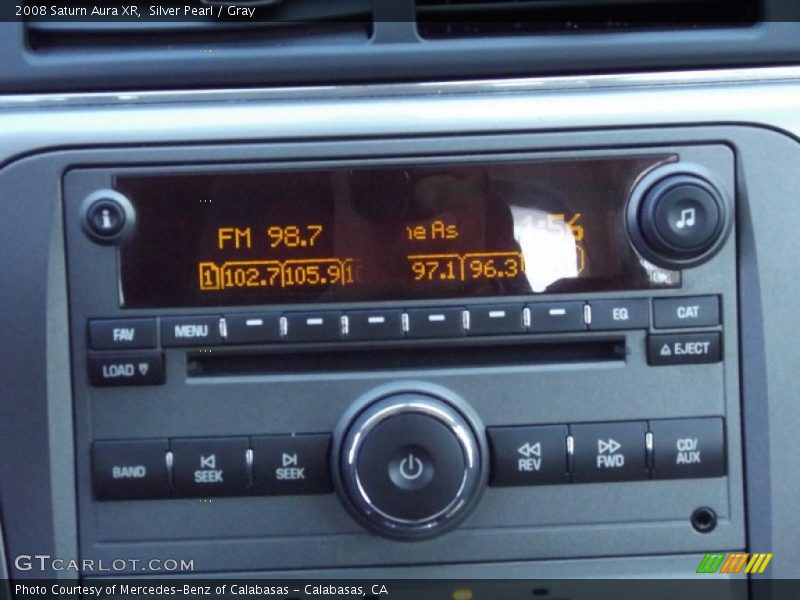 2008 Saturn Aura XR, Silver Pearl / Gray
FM 98.7
As
1 102.7 105.9
97.1 96.3
FAV MENU EQ CAT
LOAD EJECT
BAND SEEK SEEK REV FWD CD/AUX
GTCARLOT.COM
Photo Courtesy of Mercedes-Benz of Calabasas - Calabasas, CA